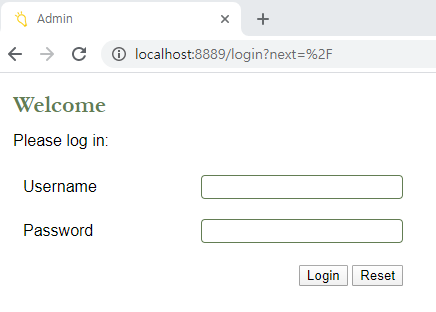 Admin
localhost:8889/login?next=%2F
Welcome
Please log in:
Username
Password
Login Reset